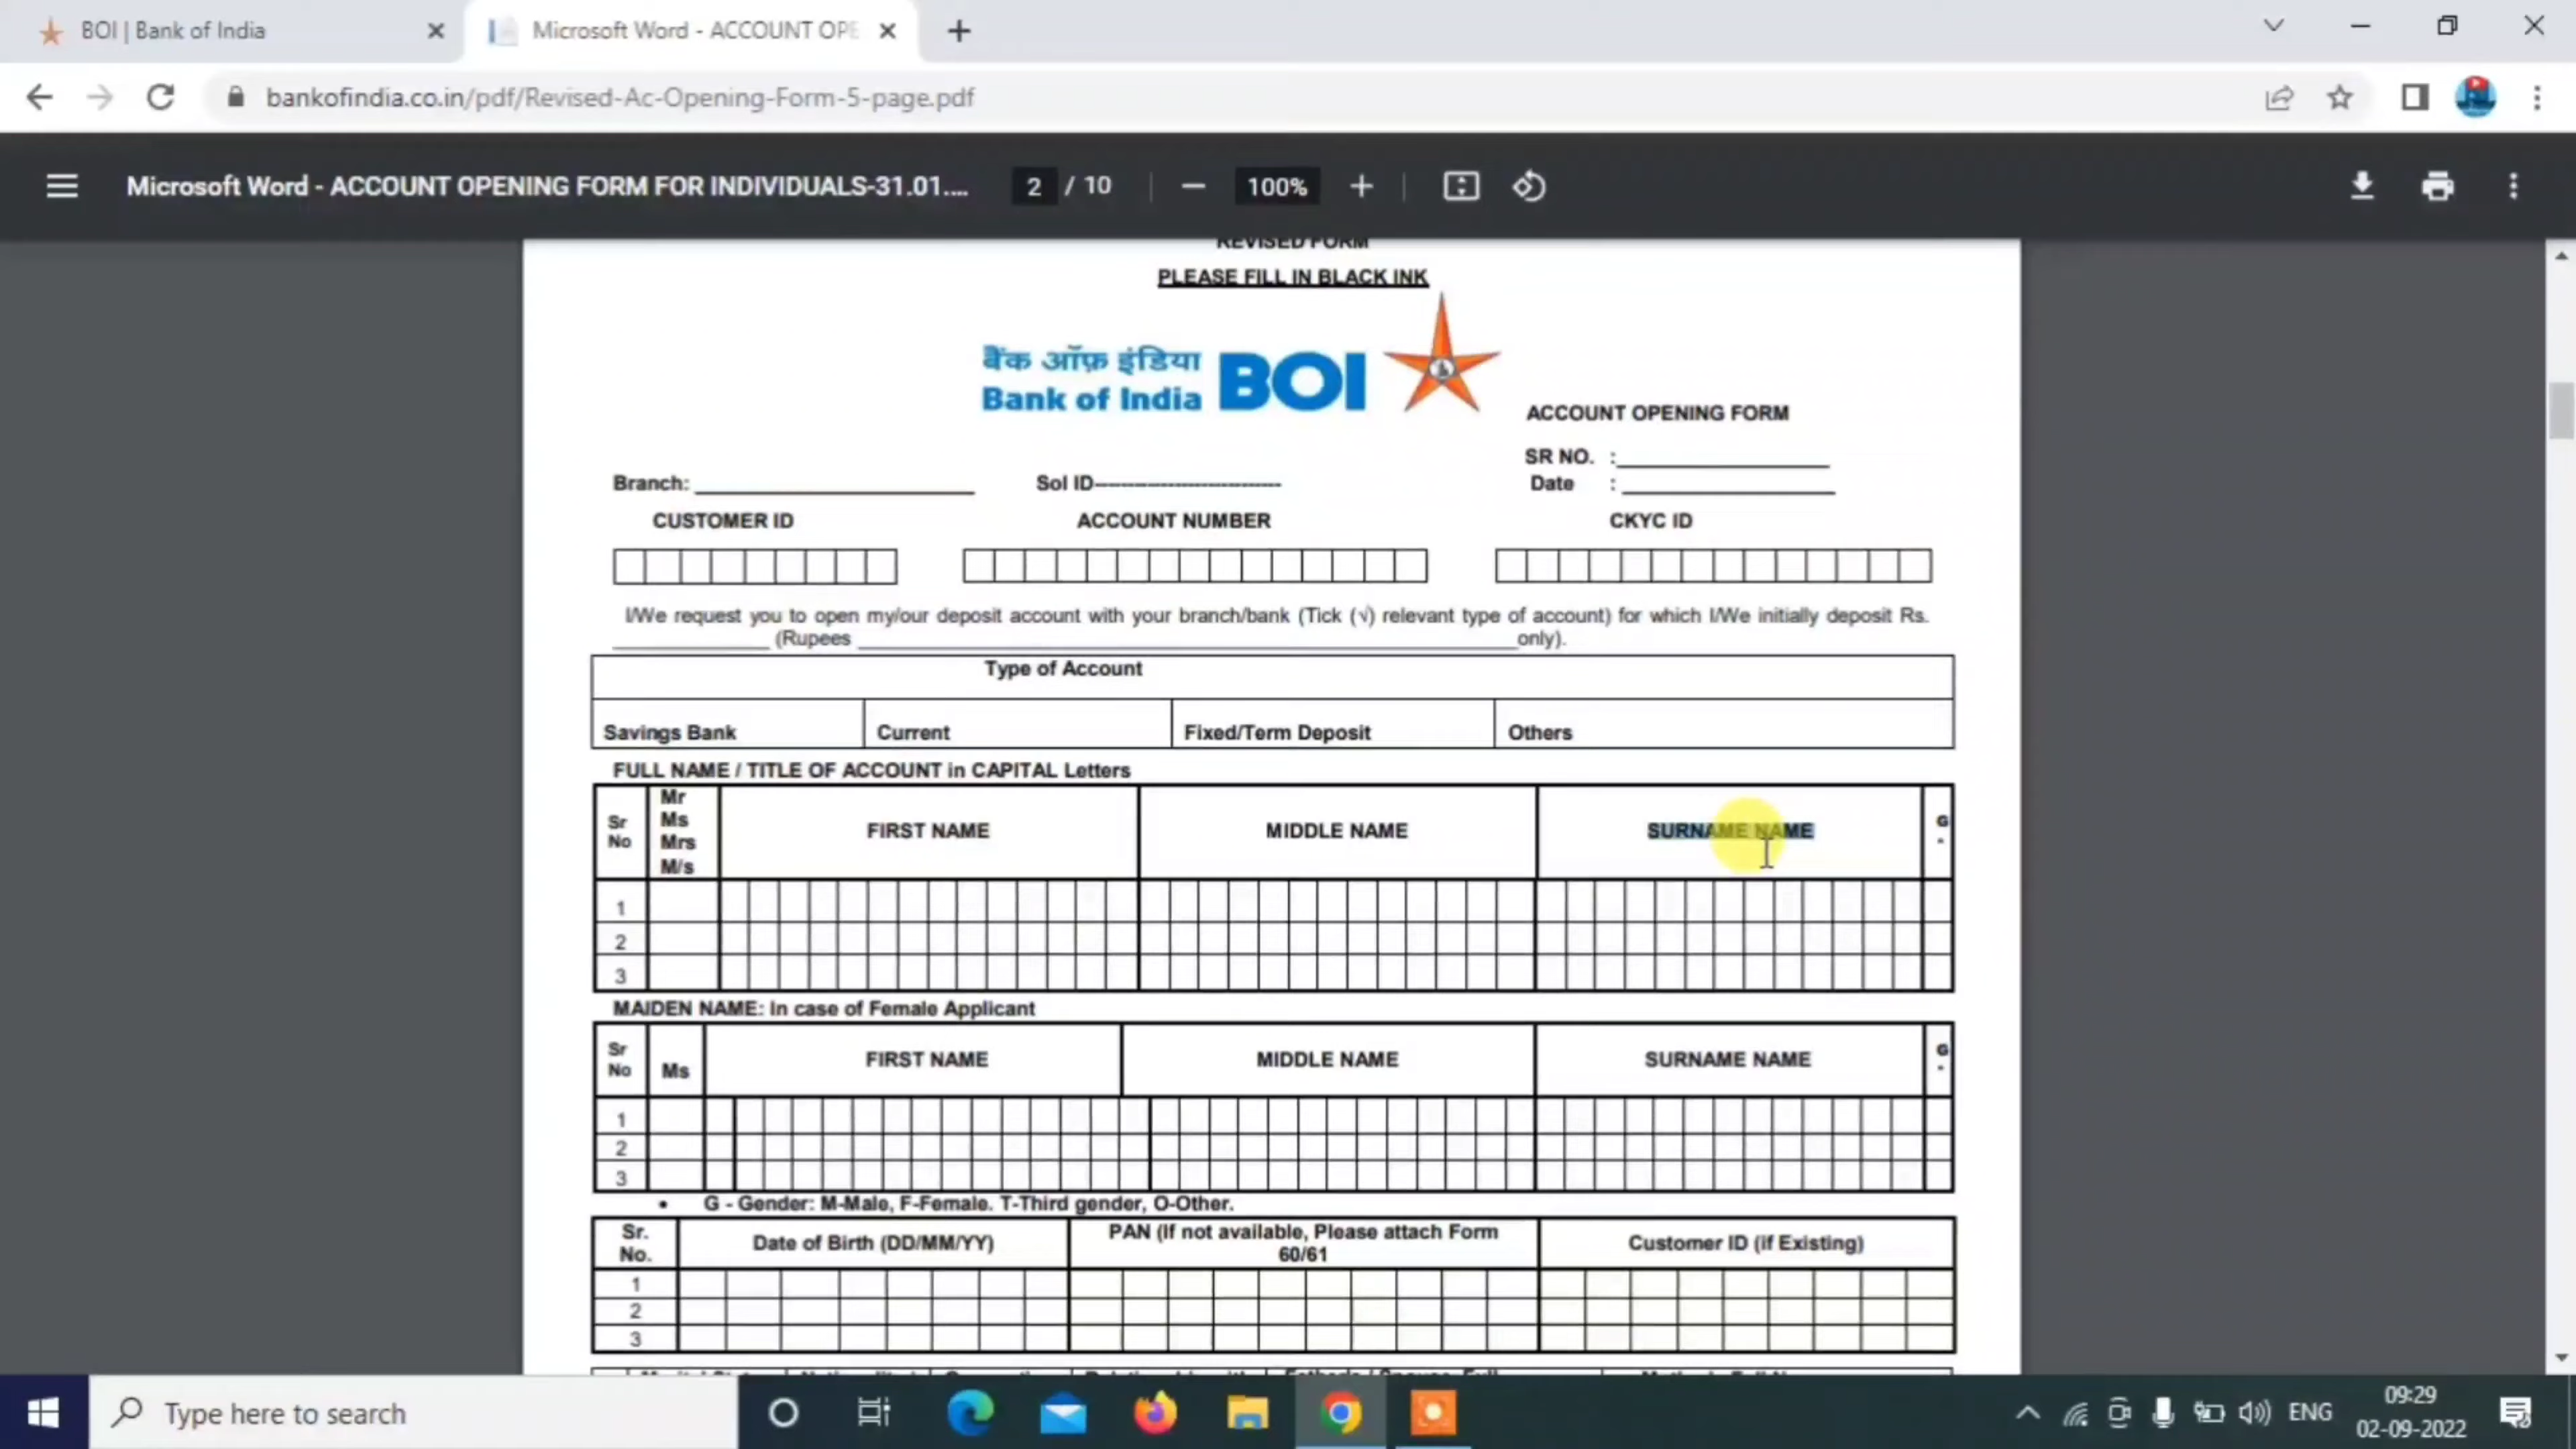 BOI | Bank of India
Microsoft Word - ACCOUNT OPE
bankofindia.co.in/pdf/Revised-Ac-Opening-Form-5-page.pdf
Microsoft Word - ACCOUNT OPENING FORM FOR INDIVIDUALS-31.01.... 2 / 10 100%
REVISED FORM
PLEASE FILL IN BLACK INK
बैंक ऑफ़ इंडिया
Bank of India BOI
ACCOUNT OPENING FORM
SR NO. :
Branch: Sol ID---------------------------- Date :
CUSTOMER ID ACCOUNT NUMBER CKYC ID
I/We request you to open my/our deposit account with your branch/bank (Tick (√) relevant type of account) for which I/We initially deposit Rs.
(Rupees only).
Type of Account
Savings Bank Current Fixed/Term Deposit Others
FULL NAME / TITLE OF ACCOUNT in CAPITAL Letters
Sr No Mr Ms Mrs M/s FIRST NAME MIDDLE NAME SURNAME NAME G
1
2
3
MAIDEN NAME: In case of Female Applicant
Sr No Ms FIRST NAME MIDDLE NAME SURNAME NAME G
1
2
3
• G - Gender: M-Male, F-Female. T-Third gender, O-Other.
Sr. No. Date of Birth (DD/MM/YY) PAN (If not available, Please attach Form 60/61 Customer ID (if Existing)
1
2
3
Type here to search
ENG
09:29
02-09-2022